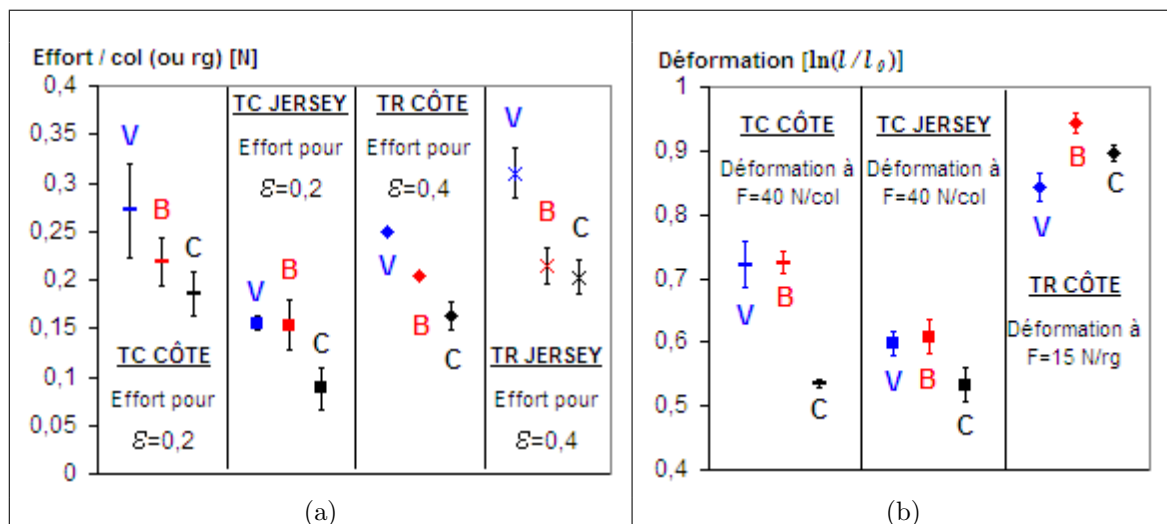 Effort / col (ou rg) [N]
0,4
0,35
0,3
0,25
0,2
0,15
0,1
0,05
0
V
B
C
TC CÔTE
Effort pour
Ɛ=0,2
TC JERSEY
Effort pour
Ɛ=0,2
V
B
C
TR CÔTE
Effort pour
Ɛ=0,4
V
B
C
V
B
C
TR JERSEY
Effort pour
Ɛ=0,4
(a)
Déformation [ln(l/l₀)]
1
0,9
0,8
0,7
0,6
0,5
0,4
TC CÔTE
Déformation à
F=40 N/col
V
B
C
TC JERSEY
Déformation à
F=40 N/col
V
B
C
V
B
C
TR CÔTE
Déformation à
F=15 N/rg
(b)